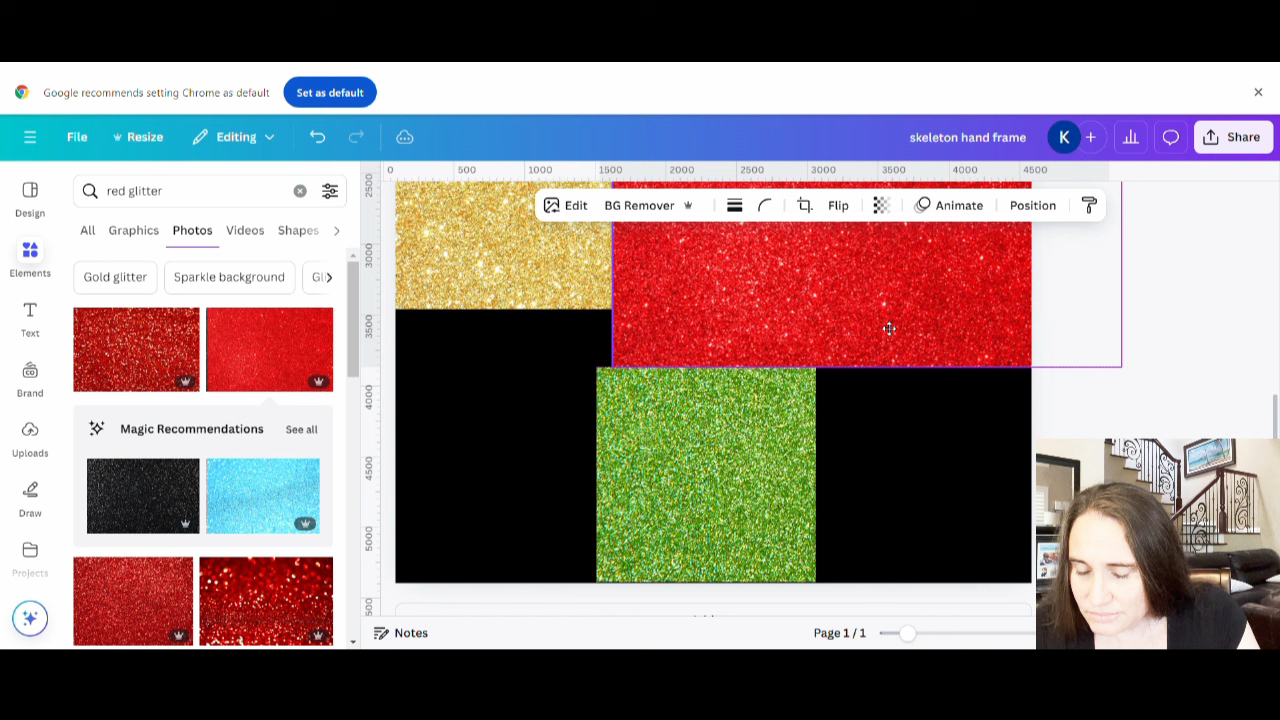 Google recommends setting Chrome as default
Set as default
File
Resize
Editing
skeleton hand frame
K
Share
Design
Elements
Text
Brand
Uploads
Draw
Projects
red glitter
All
Graphics
Photos
Videos
Shapes
Gold glitter
Sparkle background
Gli
Magic Recommendations
See all
0
500
1000
1500
2000
2500
3000
3500
4000
4500
2500
3000
3500
4000
4500
5000
500
Edit
BG Remover
Flip
Animate
Position
Notes
Page 1 / 1